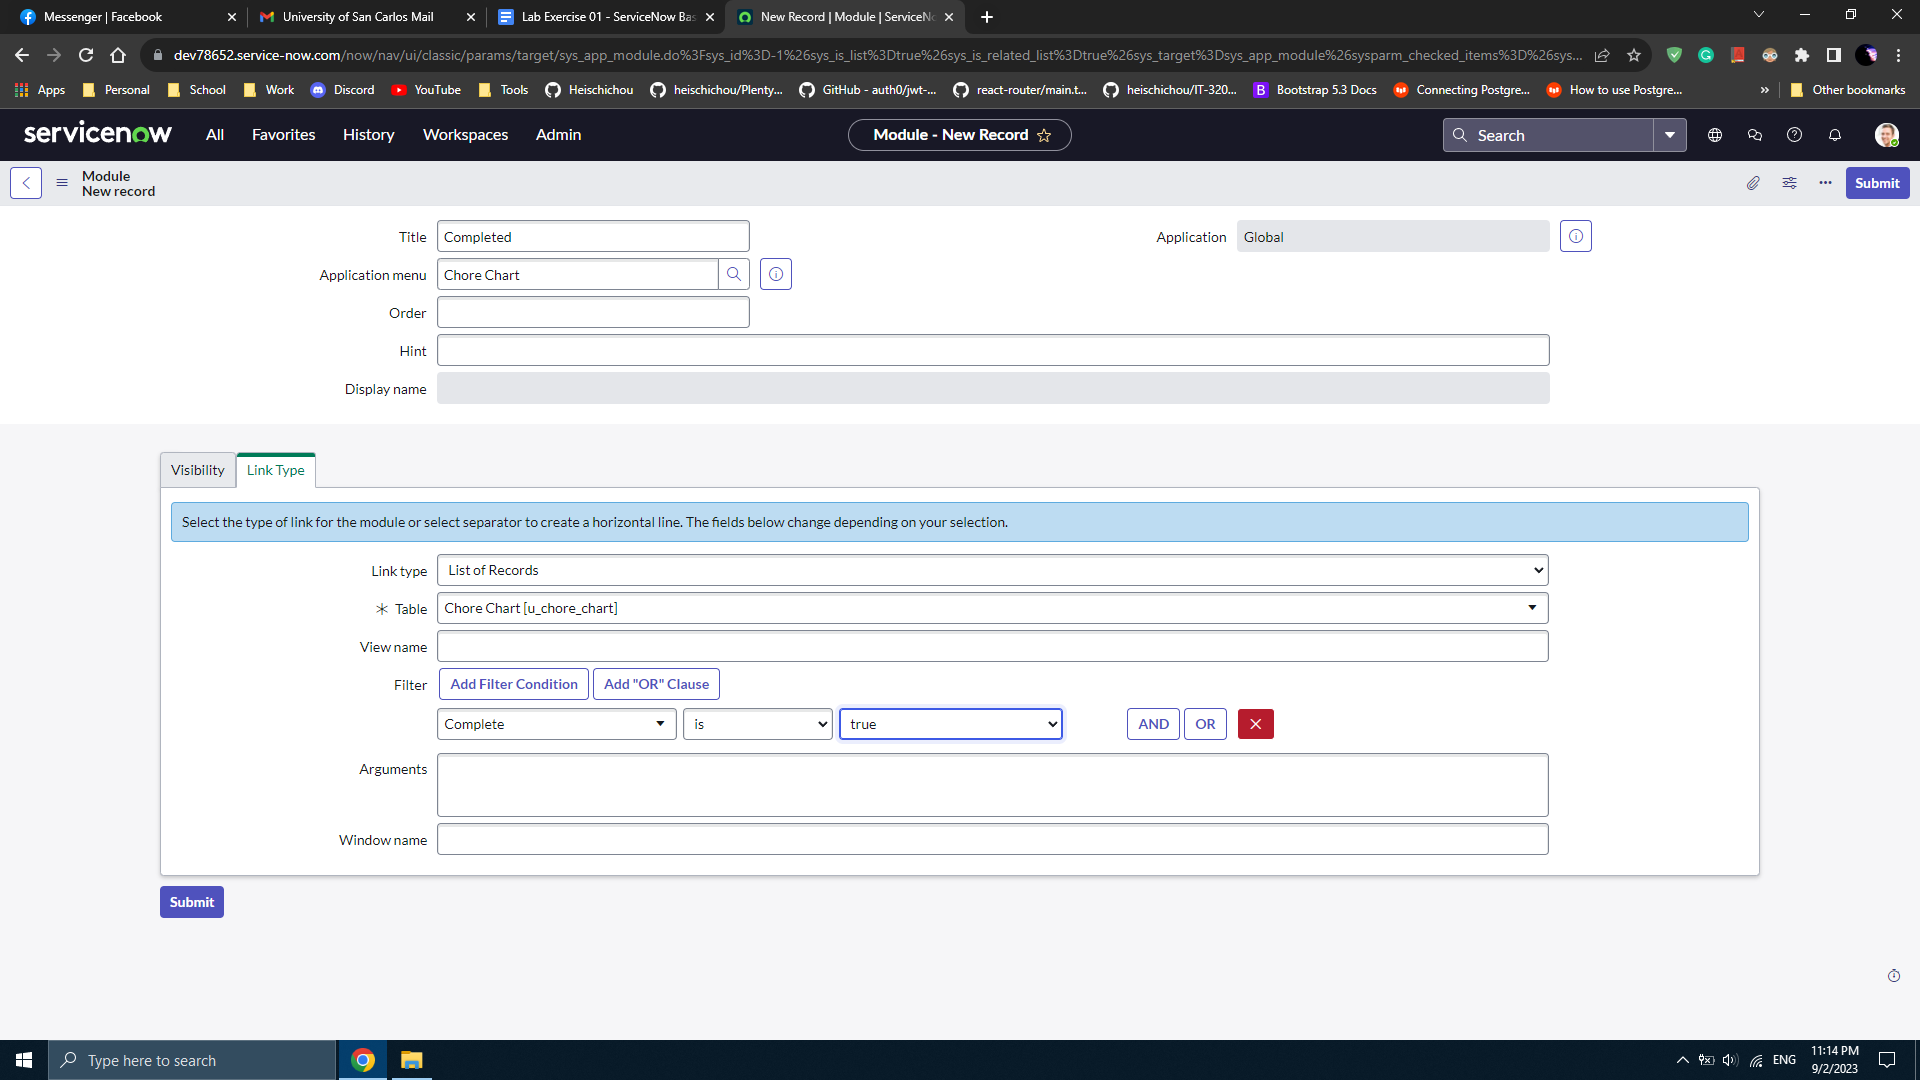 Messenger | Facebook
University of San Carlos Mail
Lab Exercise 01 - ServiceNow Bas
New Record | Module | ServiceNo
dev78652.service-now.com/now/nav/ui/classic/params/target/sys_app_module.do%3Fsys_id%3D-1%26sys_is_list%3Dtrue%26sys_is_related_list%3Dtrue%26sys_target%3Dsys_app_module%26sysparm_checked_items%3D%26sys...
Apps
Personal
School
Work
Discord
YouTube
Tools
Heischichou
heischichou/Plenty...
GitHub - auth0/jwt-...
react-router/main.t...
heischichou/IT-320...
Bootstrap 5.3 Docs
Connecting Postgre...
How to use Postgre...
»
Other bookmarks
servicenow
All
Favorites
History
Workspaces
Admin
Module - New Record
Search
Module
New record
Submit
Title
Completed
Application
Global
Application menu
Chore Chart
Order
Hint
Display name
Visibility
Link Type
Select the type of link for the module or select separator to create a horizontal line. The fields below change depending on your selection.
Link type
List of Records
Table
Chore Chart [u_chore_chart]
View name
Filter
Add Filter Condition
Add "OR" Clause
Complete
is
true
AND
OR
Arguments
Window name
Submit
Type here to search
ENG
11:14 PM
9/2/2023